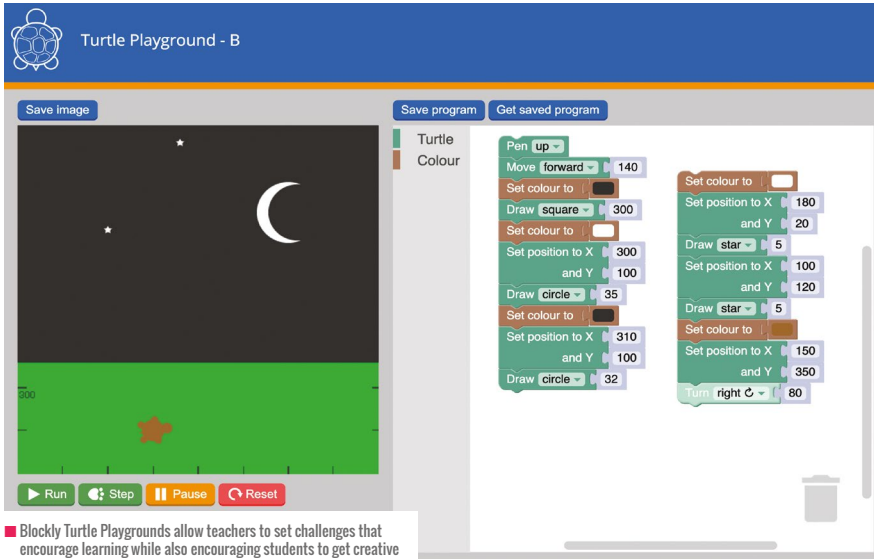 Turtle Playground - B
Save image
Save program
Get saved program
Turtle
Colour
Pen up
Move forward 140
Set colour to
Draw square 300
Set colour to
Set position to X 300
and Y 100
Draw circle 35
Set colour to
Set position to X 310
and Y 100
Draw circle 32
Set colour to
Set position to X 180
and Y 20
Draw star 5
Set position to X 100
and Y 120
Draw star 5
Set colour to
Set position to X 150
and Y 350
Turn right 80
300
Run
Step
Pause
Reset
Blockly Turtle Playgrounds allow teachers to set challenges that
encourage learning while also encouraging students to get creative